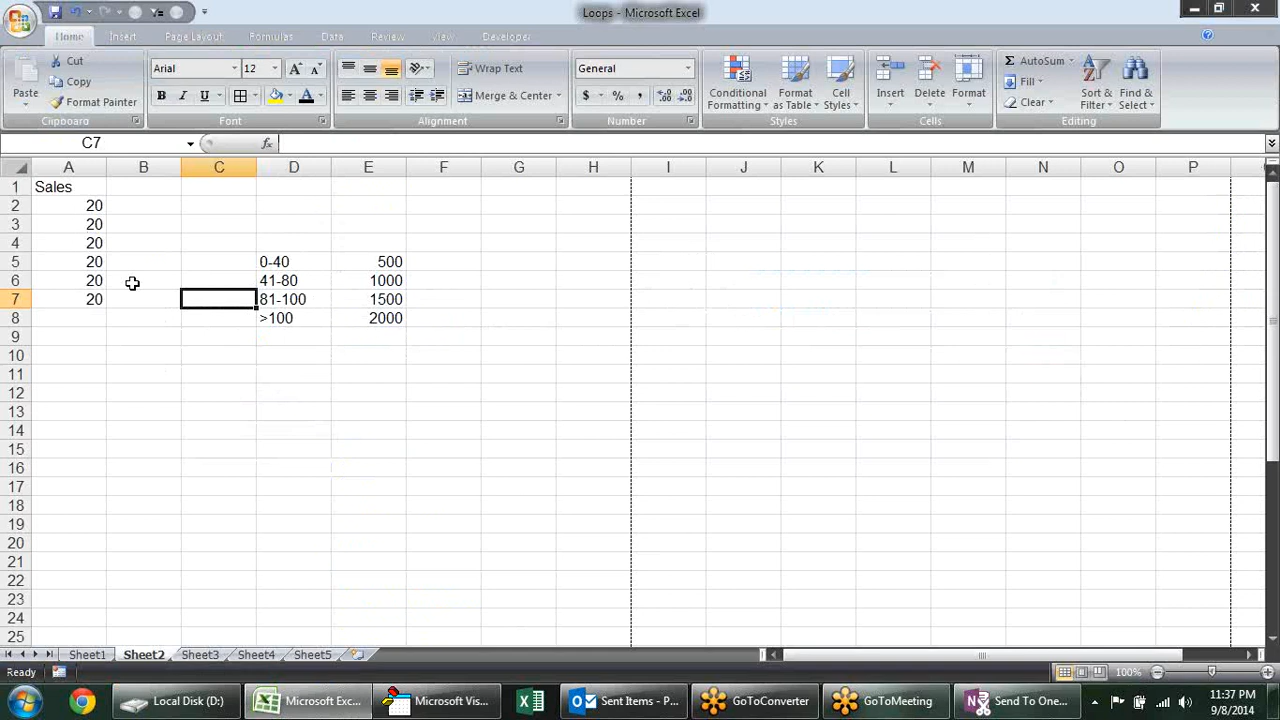 Loops - Microsoft Excel
Home Insert Page Layout Formulas Data Review View Developer
Paste Cut Copy Format Painter Clipboard
Arial 12 B I U A A A Font
Wrap Text Merge & Center Alignment
General $ % , Number
Conditional Formatting Format as Table Cell Styles Styles
Insert Delete Format Cells
Σ AutoSum Fill Clear Sort & Filter Find & Select Editing
C7 fx
A B C D E F G H I J K L M N O P
1 Sales
2 20
3 20
4 20
5 20 0-40 500
6 20 41-80 1000
7 20 81-100 1500
8 >100 2000
9
10
11
12
13
14
15
16
17
18
19
20
21
22
23
24
25
Sheet1 Sheet2 Sheet3 Sheet4 Sheet5
Ready 100%
Local Disk (D:) Microsoft Exc... Microsoft Vis... Sent Items - P... GoToConverter GoToMeeting Send To One... 11:37 PM
9/8/2014